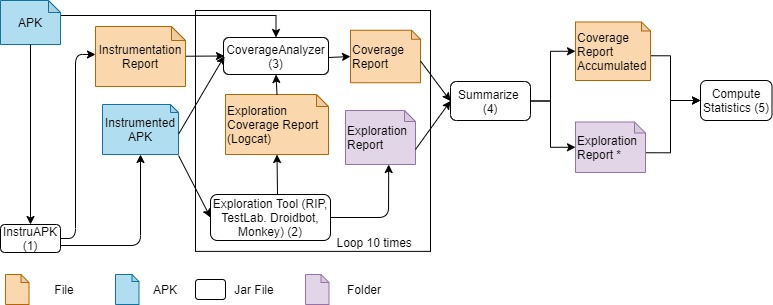 APK
Instrumentation
Report
CoverageAnalyzer
(3)
Coverage
Report
Instrumented
APK
Exploration
Coverage Report
(Logcat)
Exploration
Report
Summarize
(4)
Coverage
Report
Accumulated
Compute
Statistics (5)
Exploration
Report *
InstruAPK
(1)
Exploration Tool (RIP,
TestLab. Droidbot,
Monkey) (2)
Loop 10 times
File
APK
Jar File
Folder